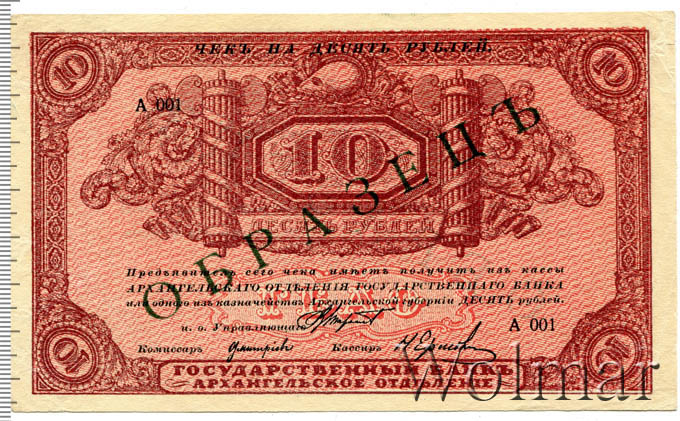 ЧЕКЪ НА ДЕСЯТЬ РУБЛЕЙ.
10 10
А 001
10
ДЕСЯТЬ РУБЛЕЙ
ОБРАЗЕЦЪ
Предъявитель сего чека имѣетъ получить изъ кассы
АРХАНГЕЛЬСКАГО ОТДѢЛЕНІЯ ГОСУДАРСТВЕННАГО БАНКА
или одного изъ казначействъ Архангельской губерніи ДЕСЯТЬ рублей.
и. о. Управляющаго
А 001
Комиссаръ Кассиръ
10 10
ГОСУДАРСТВЕННЫЙ БАНКЪ
АРХАНГЕЛЬСКОЕ ОТДѢЛЕНІЕ
Wolmar